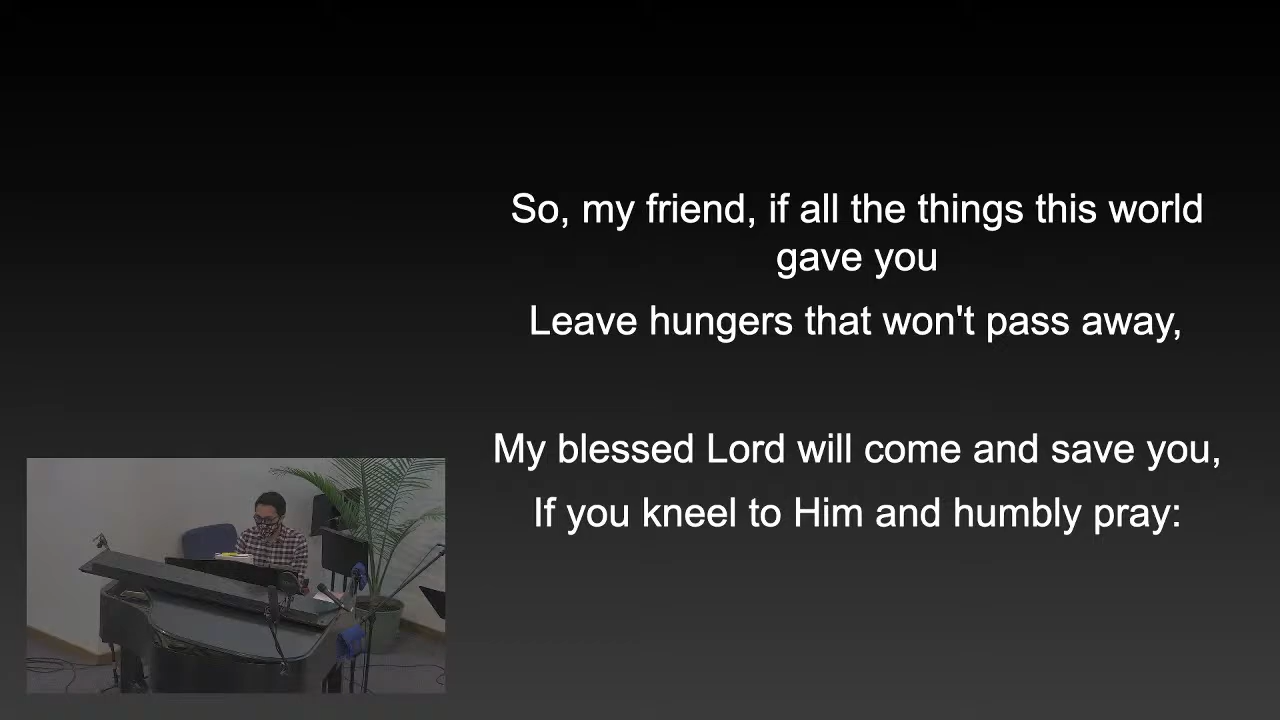 So, my friend, if all the things this world
gave you
Leave hungers that won't pass away,
My blessed Lord will come and save you,
If you kneel to Him and humbly pray: